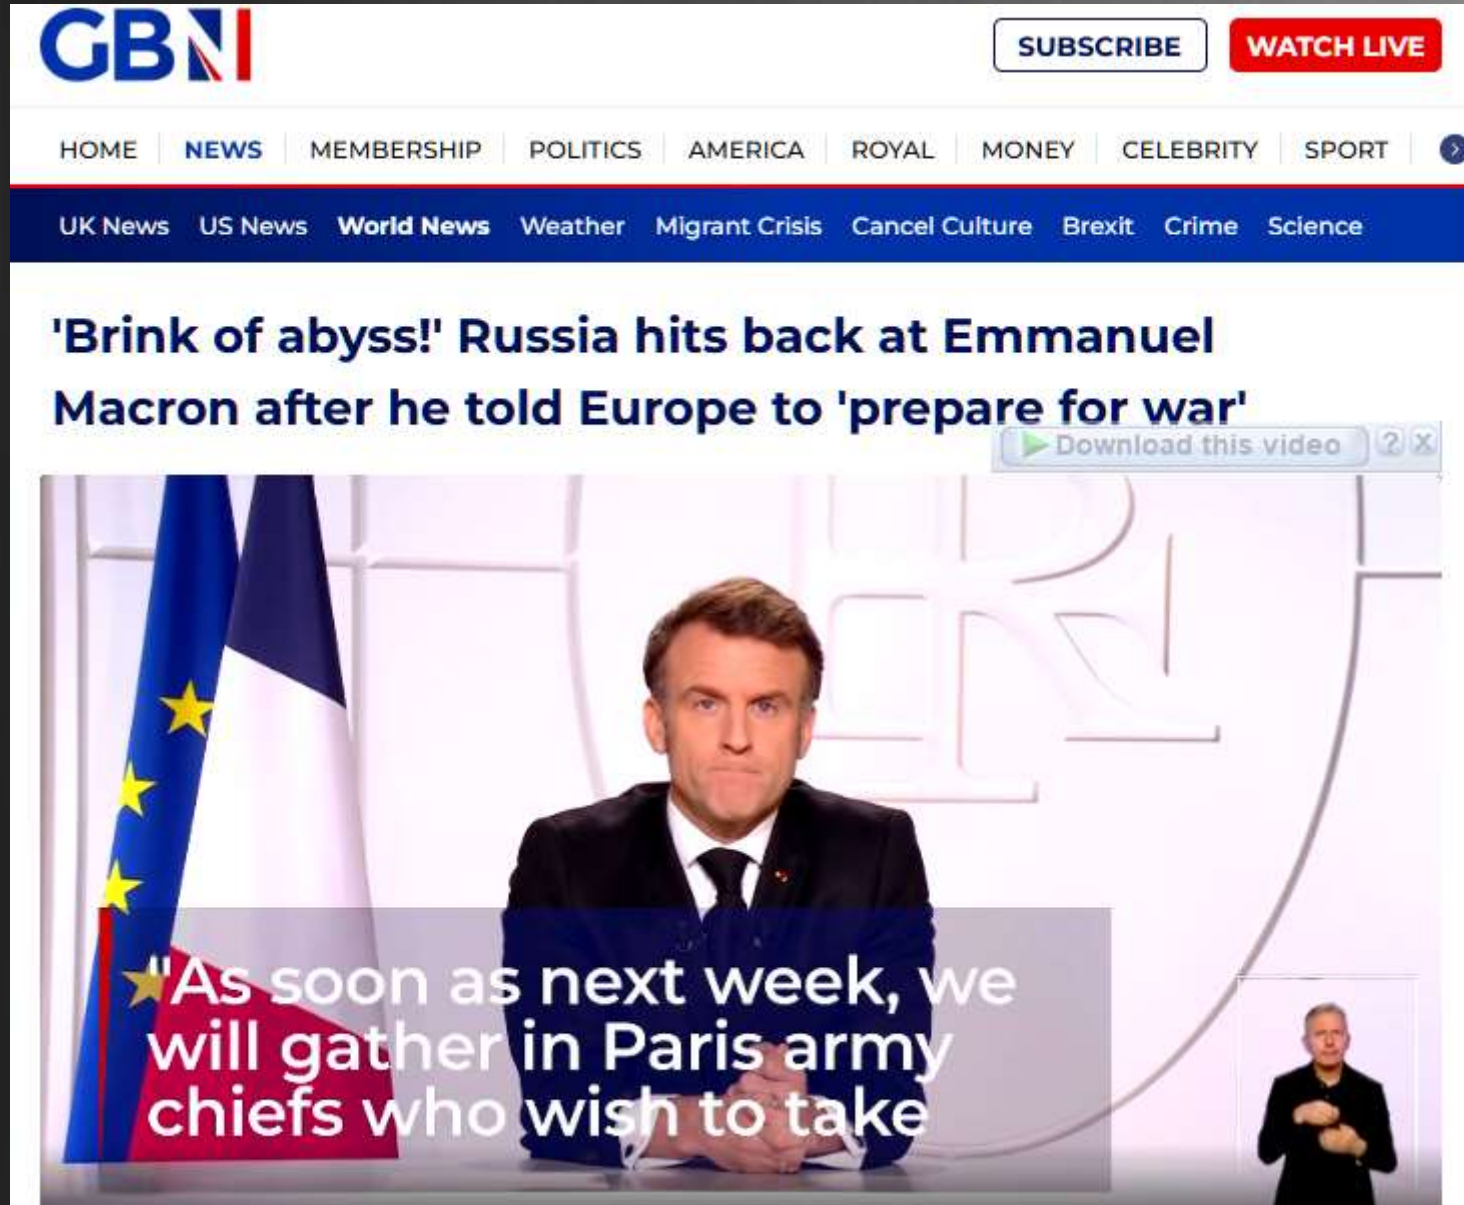 GBN
SUBSCRIBE
WATCH LIVE
HOME NEWS MEMBERSHIP POLITICS AMERICA ROYAL MONEY CELEBRITY SPORT
UK News US News World News Weather Migrant Crisis Cancel Culture Brexit Crime Science
'Brink of abyss!' Russia hits back at Emmanuel
Macron after he told Europe to 'prepare for war'
Download this video ? X
RF
"As soon as next week, we
will gather in Paris army
chiefs who wish to take